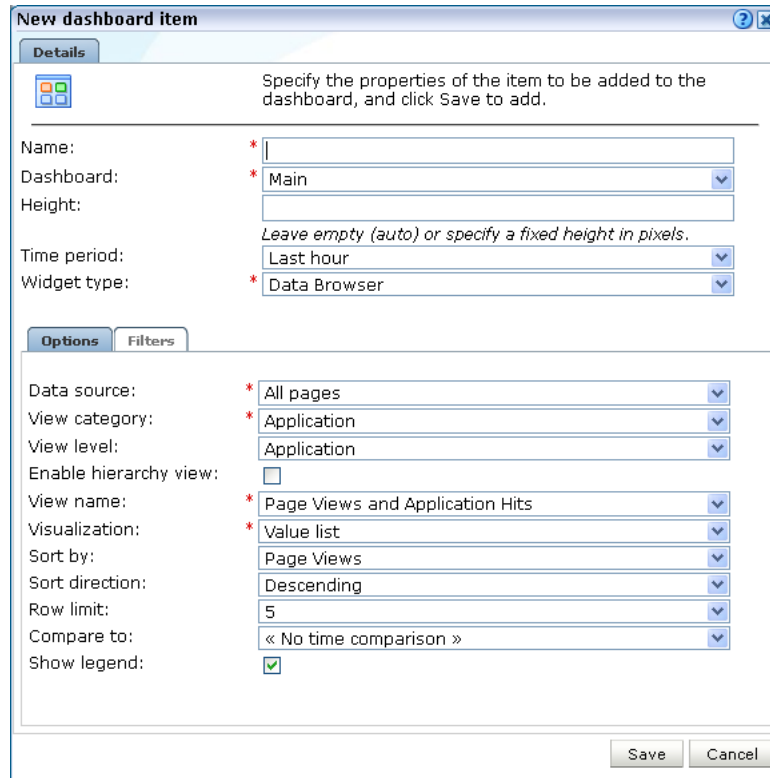 New dashboard item
Details
Specify the properties of the item to be added to the
dashboard, and click Save to add.
Name: *
Dashboard: * Main
Height:
Leave empty (auto) or specify a fixed height in pixels.
Time period: Last hour
Widget type: * Data Browser
Options Filters
Data source: * All pages
View category: * Application
View level: Application
Enable hierarchy view:
View name: * Page Views and Application Hits
Visualization: * Value list
Sort by: Page Views
Sort direction: Descending
Row limit: 5
Compare to: « No time comparison »
Show legend:
Save Cancel